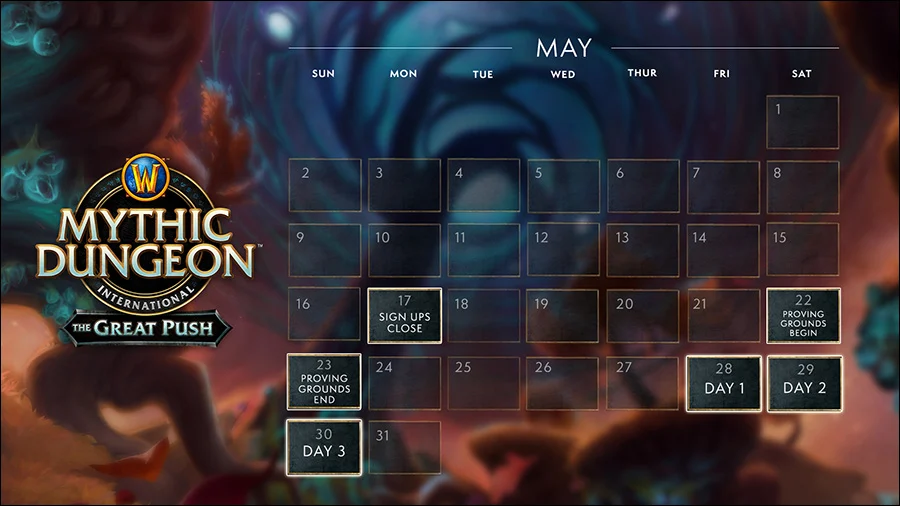 MAY
SUN MON TUE WED THUR FRI SAT
1
2 3 4 5 6 7 8
9 10 11 12 13 14 15
16 17 18 19 20 21 22
SIGN UPS
CLOSE
PROVING
GROUNDS
BEGIN
23 24 25 26 27 28 29
PROVING
GROUNDS
END
DAY 1
DAY 2
30 31
DAY 3
W
MYTHIC
DUNGEON™
INTERNATIONAL
THE GREAT PUSH